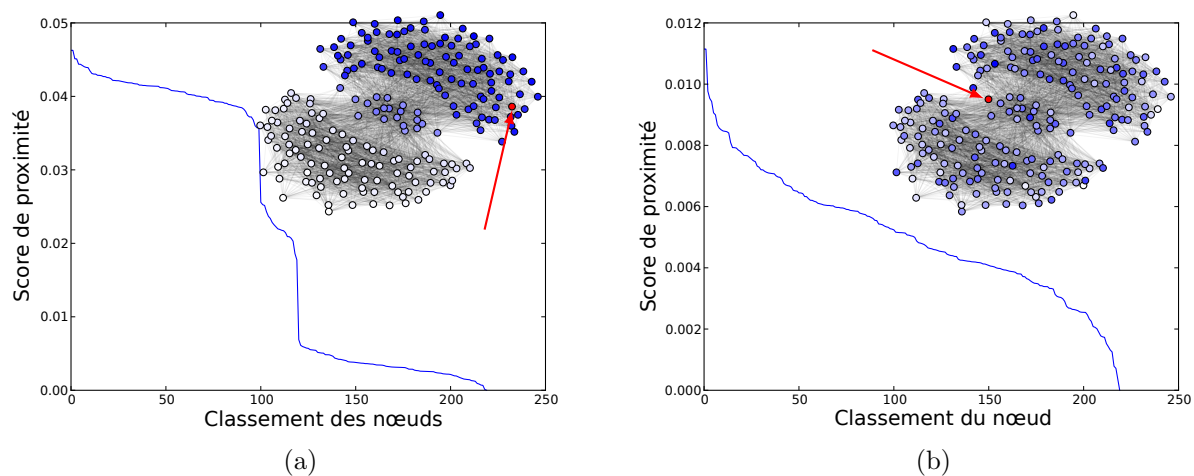 0.05
0.04
0.03
0.02
0.01
0.00
Score de proximité
0 50 100 150 200 250
Classement des nœuds
(a)
0.012
0.010
0.008
0.006
0.004
0.002
0.000
Score de proximité
0 50 100 150 200 250
Classement du nœud
(b)